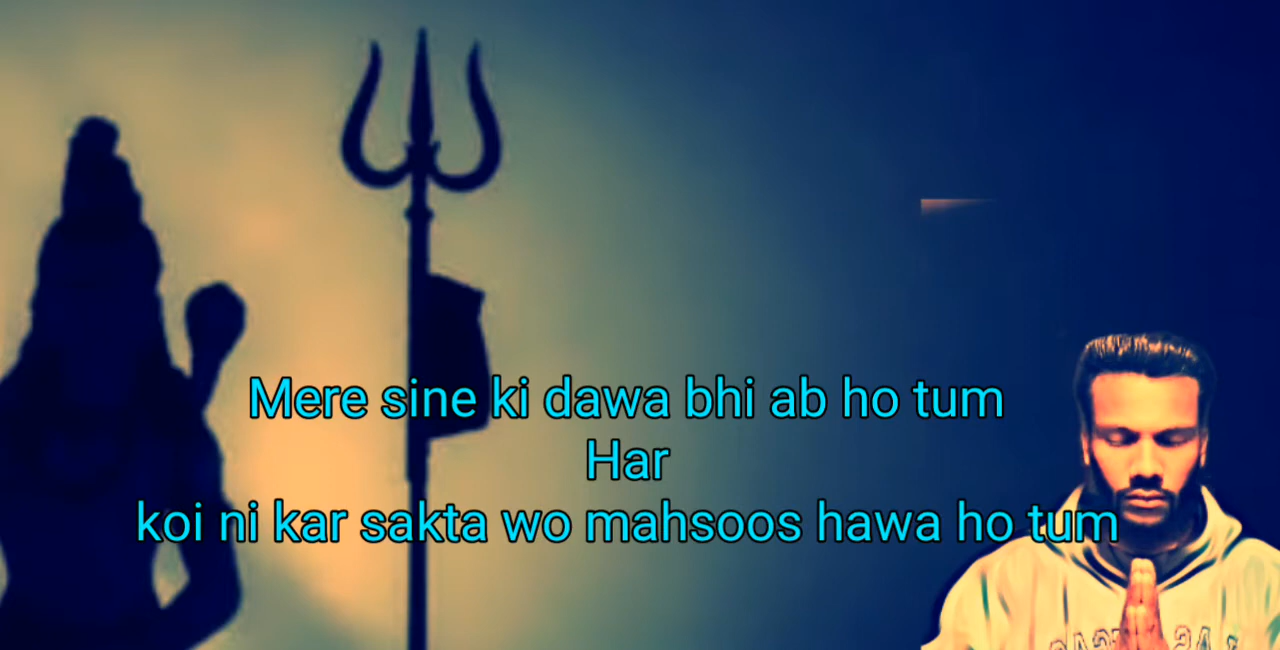 Mere sine ki dawa bhi ab ho tum
Har
koi ni kar sakta wo mahsoos hawa ho tum